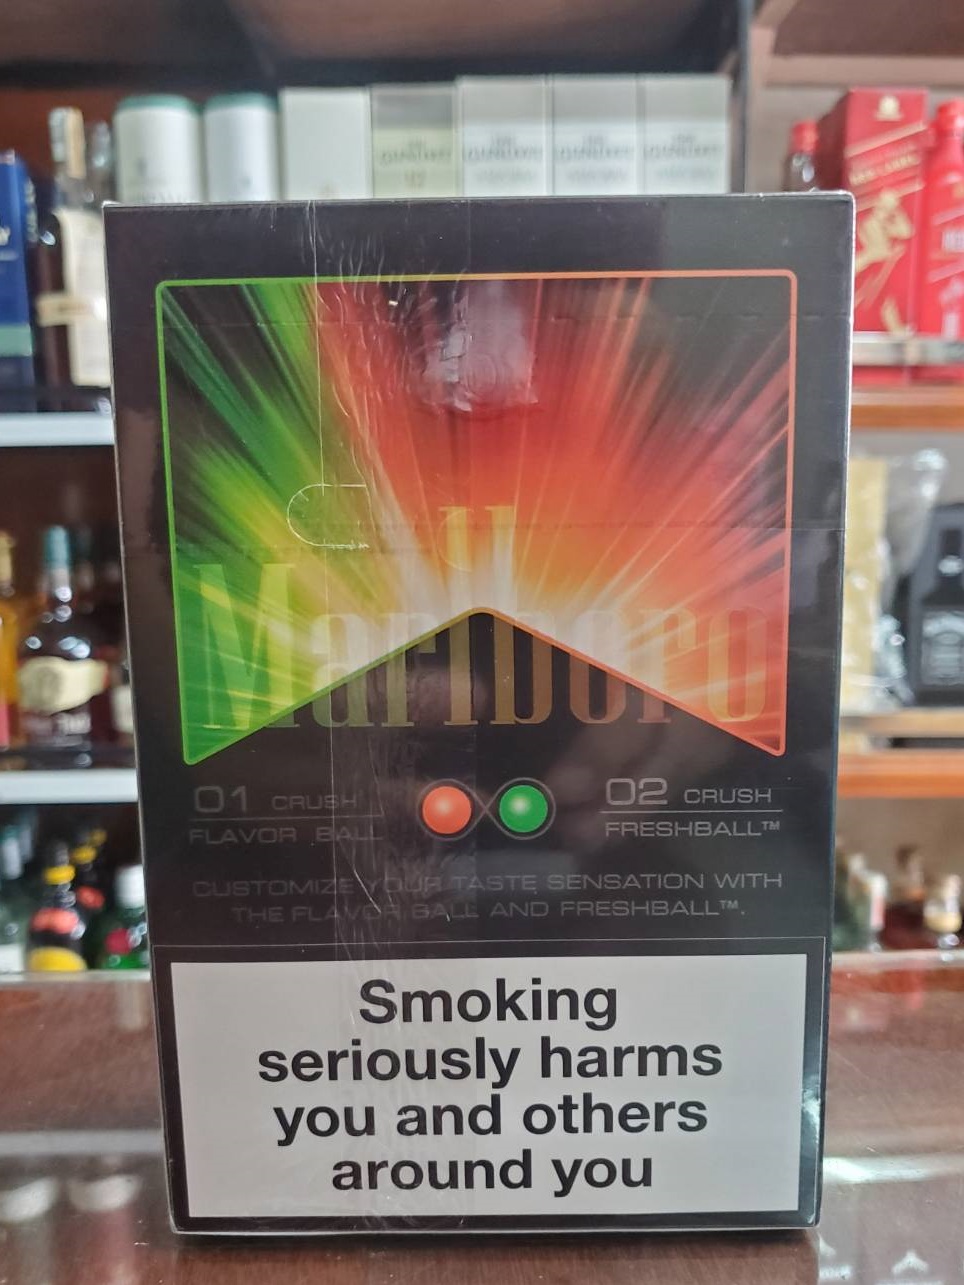 Marlboro
01 CRUSH
FLAVOR BALL
02 CRUSH
FRESHBALL™
CUSTOMIZE YOUR TASTE SENSATION WITH
THE FLAVOR BALL AND FRESHBALL™.
Smoking
seriously harms
you and others
around you